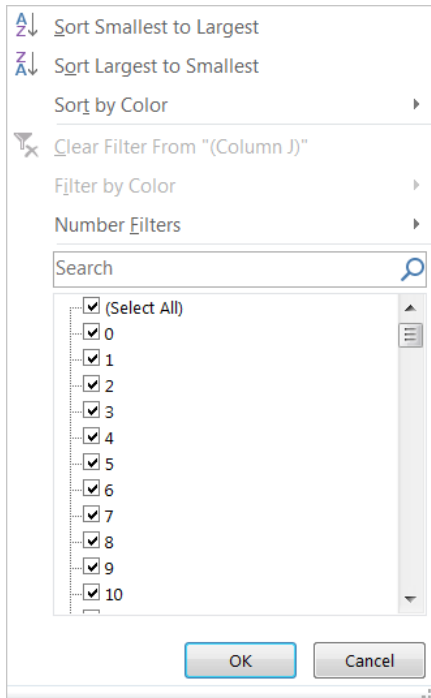 Sort Smallest to Largest
Sort Largest to Smallest
Sort by Color
Clear Filter From "(Column J)"
Filter by Color
Number Filters
Search
(Select All)
0
1
2
3
4
5
6
7
8
9
10
OK Cancel